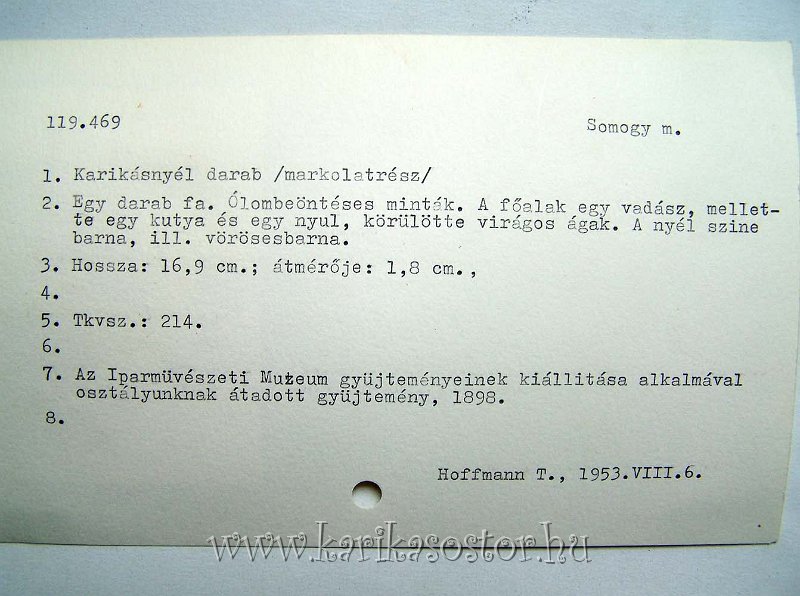 119.469
Somogy m.
1. Karikásnyél darab /markolatrész/
2. Egy darab fa. Ólombeöntéses minták. A főalak egy vadász, mellet-
te egy kutya és egy nyul, körülötte virágos ágak. A nyél szine
barna, ill. vörösesbarna.
3. Hossza: 16,9 cm.; átmérője: 1,8 cm.,
4.
5. Tkvsz.: 214.
6.
7. Az Iparmüvészeti Muzeum gyüjteményeinek kiállitása alkalmával
osztályunknak átadott gyüjtemény, 1898.
8.
Hoffmann T., 1953.VIII.6.
www.karikasostor.hu